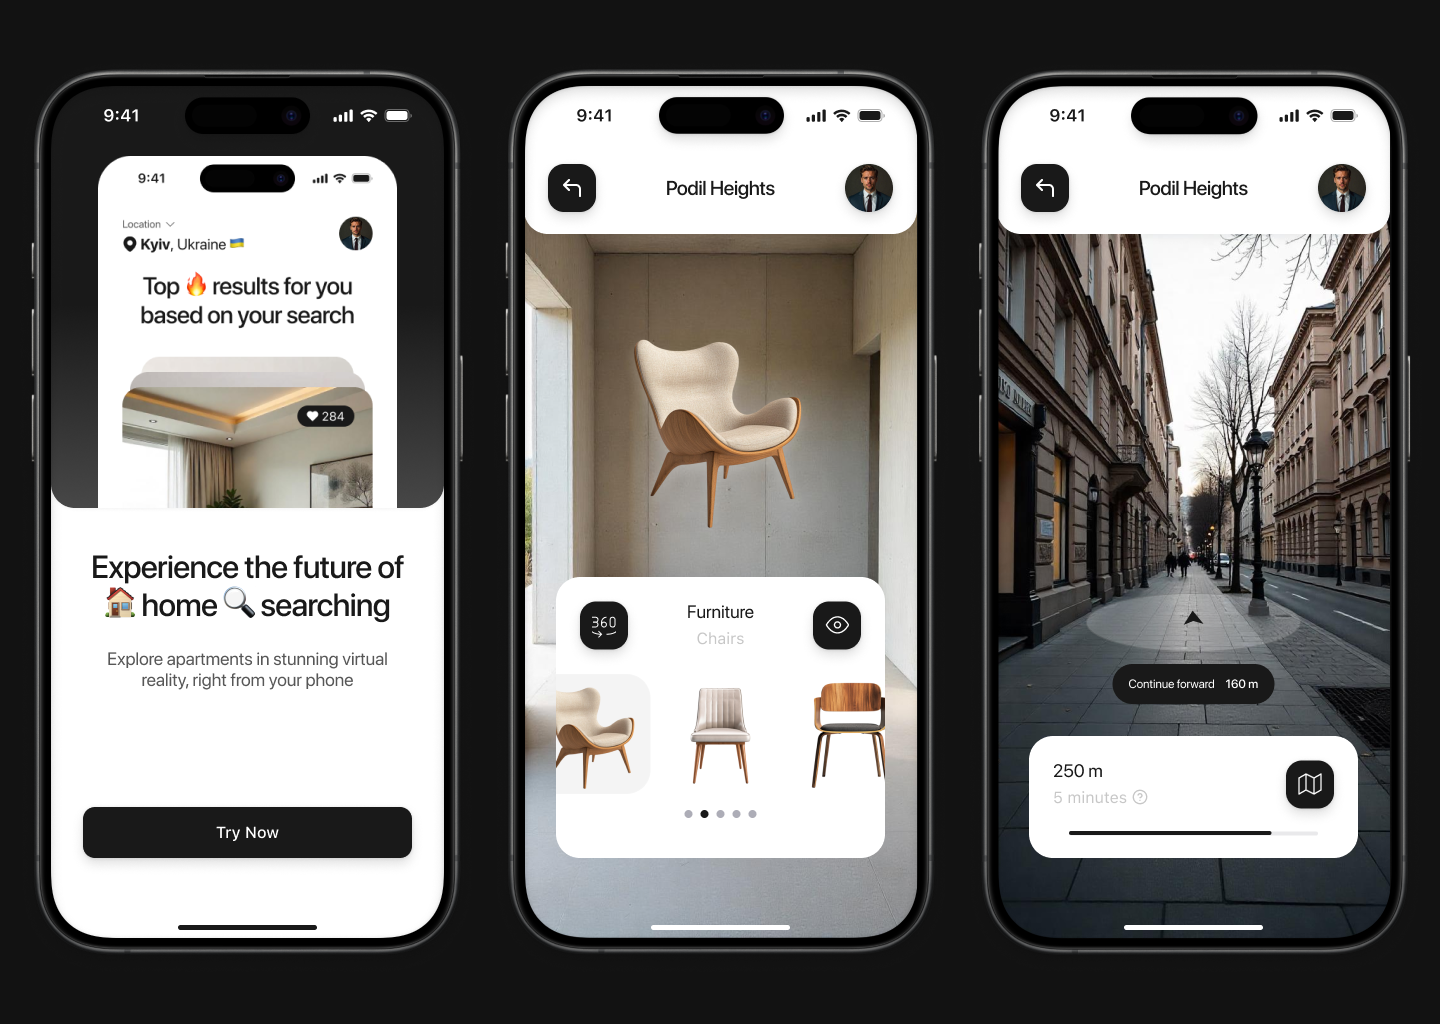 9:41
9:41
Location
Kyiv, Ukraine 🇺🇦
Top 🔥 results for you
based on your search
284
Experience the future of
🏠 home 🔍 searching
Explore apartments in stunning virtual
reality, right from your phone
Try Now
9:41
Podil Heights
360
Furniture
Chairs
9:41
Podil Heights
Continue forward 160 m
250 m
5 minutes